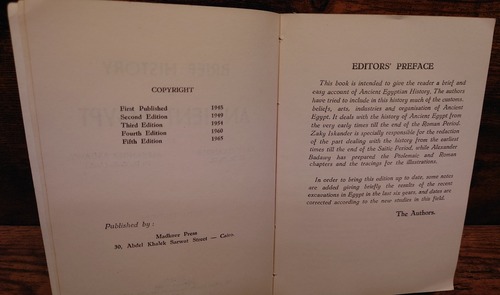 COPYRIGHT
First Published 1945
Second Edition 1949
Third Edition 1954
Fourth Edition 1960
Fifth Edition 1965
Published by :
Madkour Press
30, Abdel Khalek Sarwat Street — Cairo.
EDITORS' PREFACE
This book is intended to give the reader a brief and
easy account of Ancient Egyptian History. The authors
have tried to include in this history much of the customs,
beliefs, arts, industries and organisation of Ancient
Egypt. It deals with the history of Ancient Egypt from
the very early times till the end of the Roman Period.
Zaky Iskander is specially responsible for the redaction
of the part dealing with the history from the earliest
times till the end of the Saitic Period, while Alexander
Badawy has prepared the Ptolemaic and Roman
chapters and the tracings for the illustrations.
In order to bring this edition up to date, some notes
are added giving briefly the results of the recent
excavations in Egypt in the last six years, and dates are
corrected according to the new studies in this field.
The Authors.